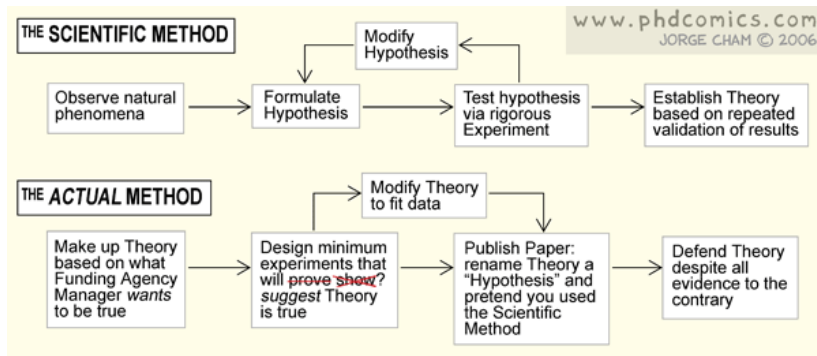 www.phdcomics.com
JORGE CHAM © 2006
THE SCIENTIFIC METHOD
Modify
Hypothesis
Observe natural
phenomena
Formulate
Hypothesis
Test hypothesis
via rigorous
Experiment
Establish Theory
based on repeated
validation of results
THE ACTUAL METHOD
Modify Theory
to fit data
Make up Theory
based on what
Funding Agency
Manager wants
to be true
Design minimum
experiments that
will prove show?
suggest Theory
is true
Publish Paper:
rename Theory a
“Hypothesis” and
pretend you used
the Scientific
Method
Defend Theory
despite all
evidence to the
contrary